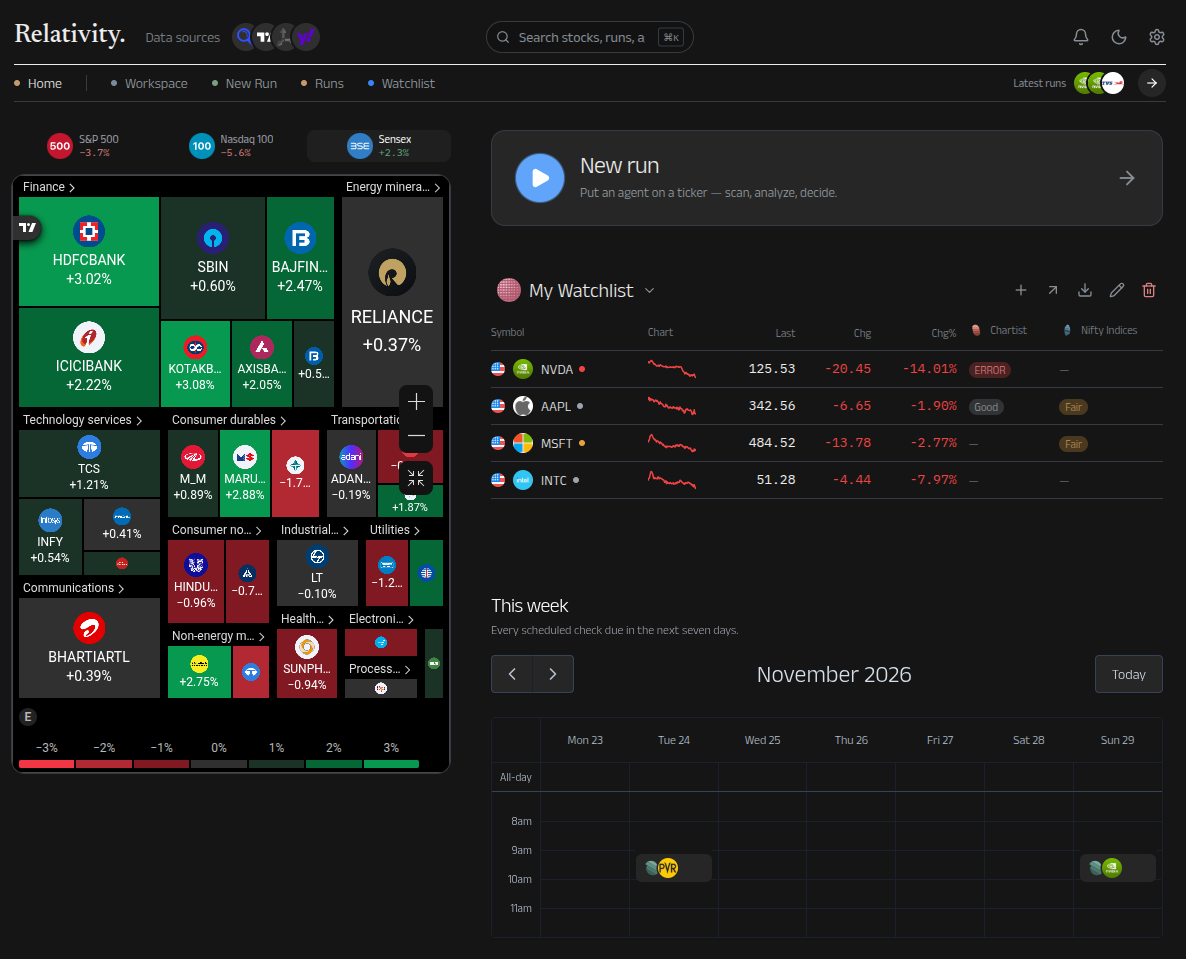 Relativity.
Data sources
Search stocks, runs, a
⌘K
Home
Workspace
New Run
Runs
Watchlist
Latest runs
500
S&P 500
−3.7%
100
Nasdaq 100
−5.6%
BSE
Sensex
+2.3%
Finance
Energy minera...
HDFCBANK
+3.02%
SBIN
+0.60%
BAJFIN...
+2.47%
RELIANCE
+0.37%
ICICIBANK
+2.22%
KOTAKB...
+3.08%
AXISBA...
+2.05%
+0.5...
Technology services
Consumer durables
Transportatio
TCS
+1.21%
M_M
+0.89%
MARU...
+2.88%
−1.7...
ADAN...
−0.19%
+1.87%
INFY
+0.54%
+0.41%
Consumer no...
Industrial...
Utilities
HINDU...
−0.96%
−0.7...
LT
−0.10%
−1.2...
Communications
BHARTIARTL
+0.39%
Health...
Electroni...
Non-energy m...
+2.75%
SUNPH...
−0.94%
Process...
E
−3%
−2%
−1%
0%
1%
2%
3%
New run
Put an agent on a ticker — scan, analyze, decide.
My Watchlist
Symbol Chart Last Chg Chg% Chartist Nifty Indices
NVDA 125.53 -20.45 -14.01% ERROR —
AAPL 342.56 -6.65 -1.90% Good Fair
MSFT 484.52 -13.78 -2.77% — Fair
INTC 51.28 -4.44 -7.97% — —
This week
Every scheduled check due in the next seven days.
November 2026
Today
Mon 23 Tue 24 Wed 25 Thu 26 Fri 27 Sat 28 Sun 29
All-day
8am
9am
PVR
10am
11am